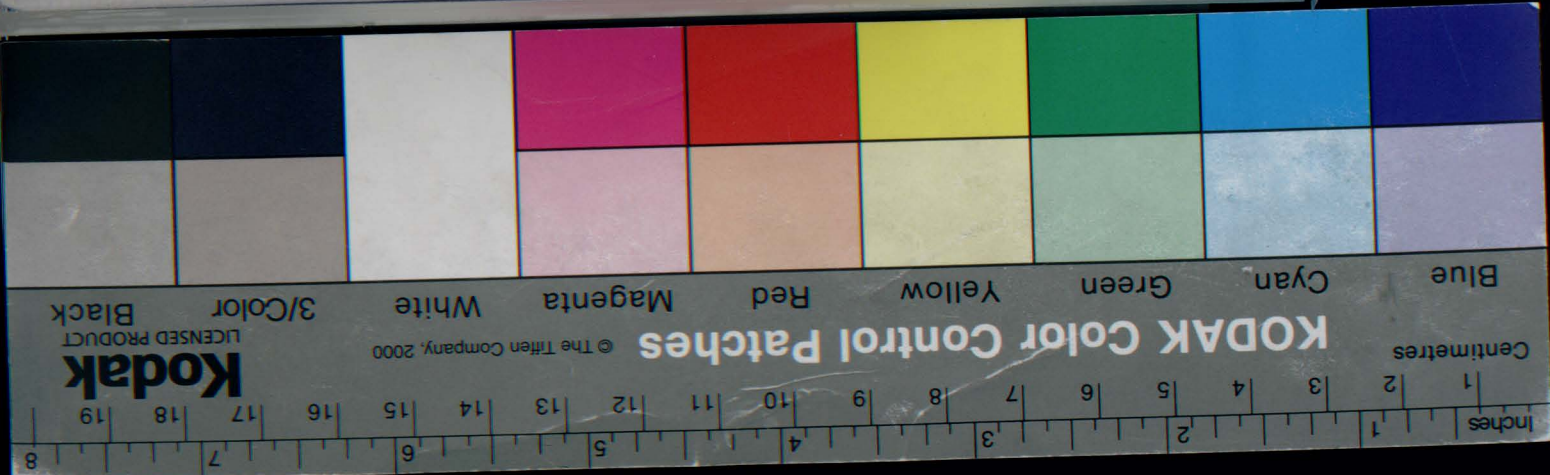 Inches 1 2 3 4 5 6 7 8
1 2 3 4 5 6 7 8 9 10 11 12 13 14 15 16 17 18 19
Centimetres
KODAK Color Control Patches © The Tiffen Company, 2000 Kodak
LICENSED PRODUCT
Blue Cyan Green Yellow Red Magenta White 3/Color Black